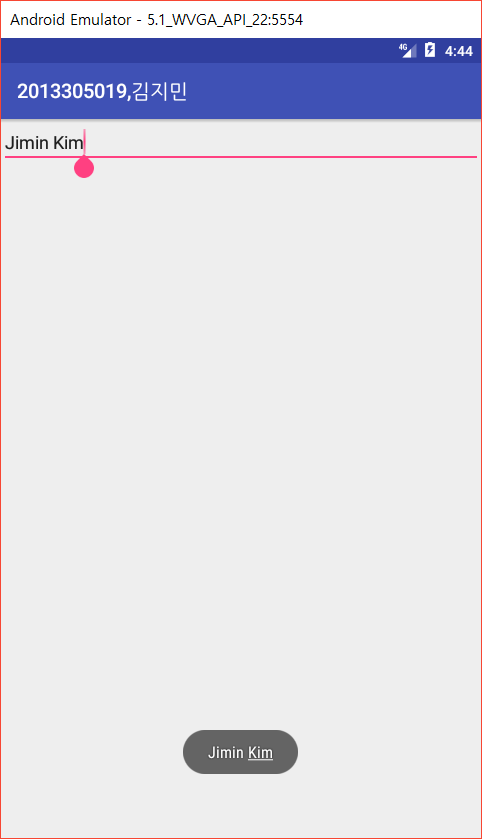 Android Emulator - 5.1_WVGA_API_22:5554
4G 4:44
2013305019,김지민
Jimin Kim
Jimin Kim